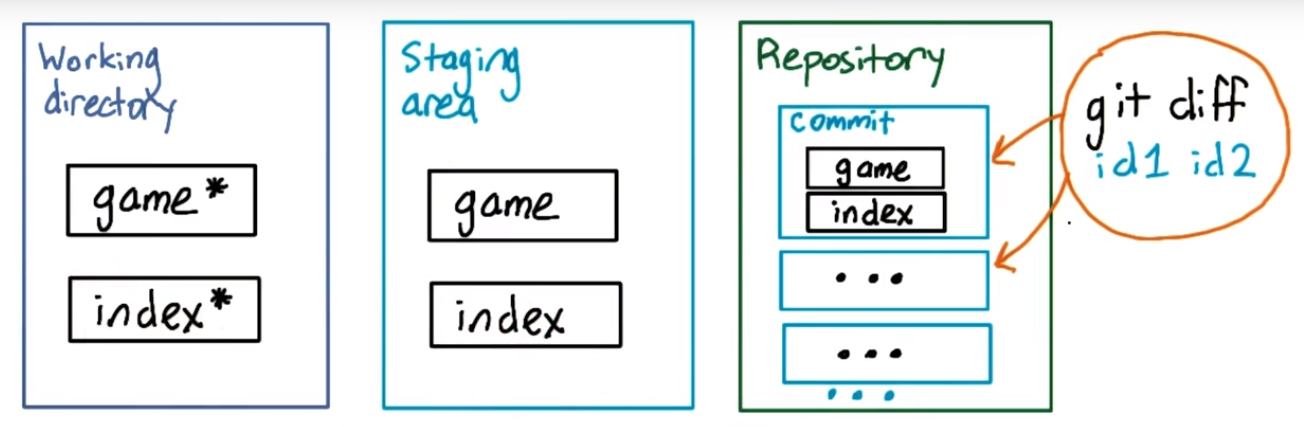 Working
directory
game*
index*
Staging
area
game
index
Repository
commit
game
index
...
...
...
git diff
id1 id2